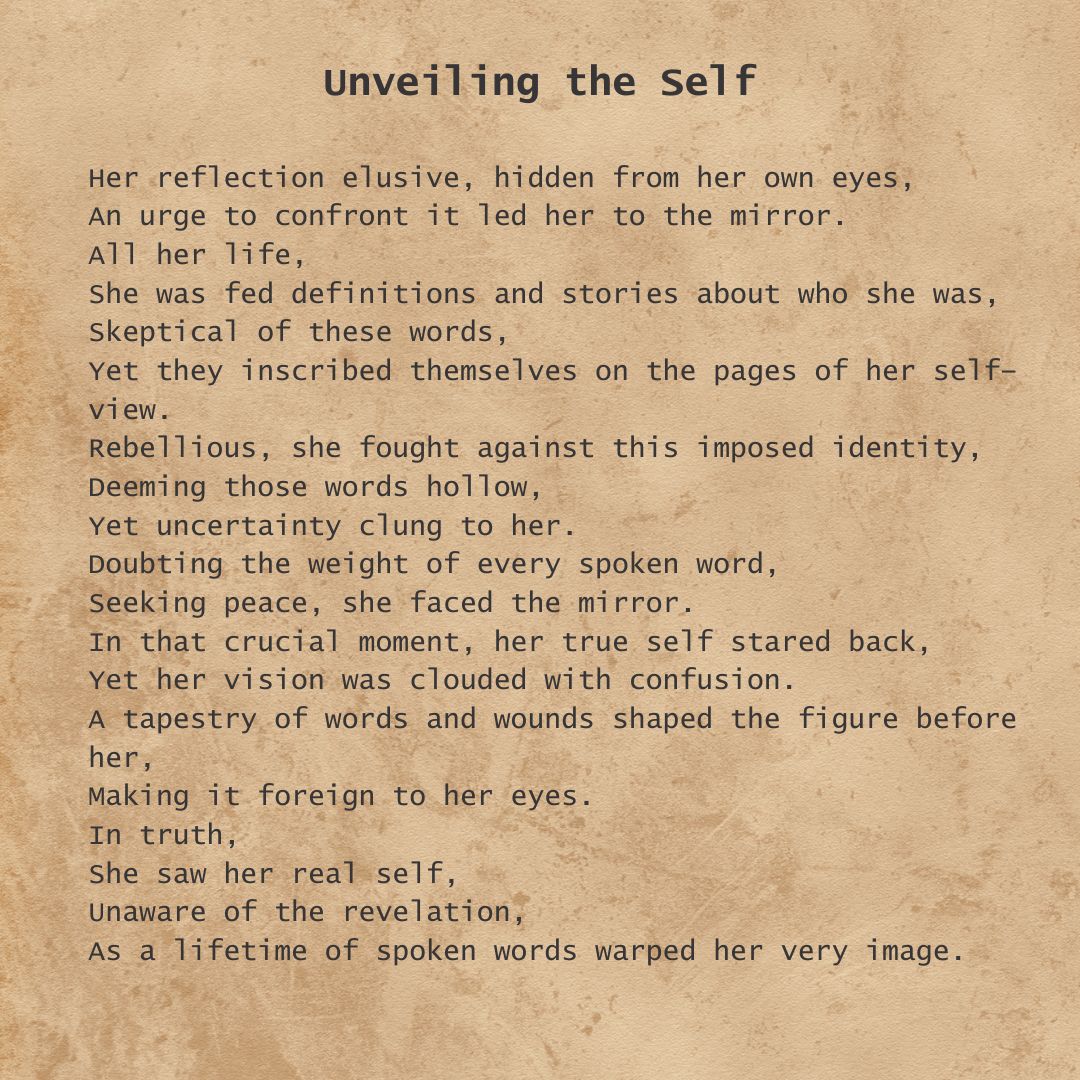 Unveiling the Self
Her reflection elusive, hidden from her own eyes,
An urge to confront it led her to the mirror.
All her life,
She was fed definitions and stories about who she was,
Skeptical of these words,
Yet they inscribed themselves on the pages of her self-
view.
Rebellious, she fought against this imposed identity,
Deeming those words hollow,
Yet uncertainty clung to her.
Doubting the weight of every spoken word,
Seeking peace, she faced the mirror.
In that crucial moment, her true self stared back,
Yet her vision was clouded with confusion.
A tapestry of words and wounds shaped the figure before
her,
Making it foreign to her eyes.
In truth,
She saw her real self,
Unaware of the revelation,
As a lifetime of spoken words warped her very image.